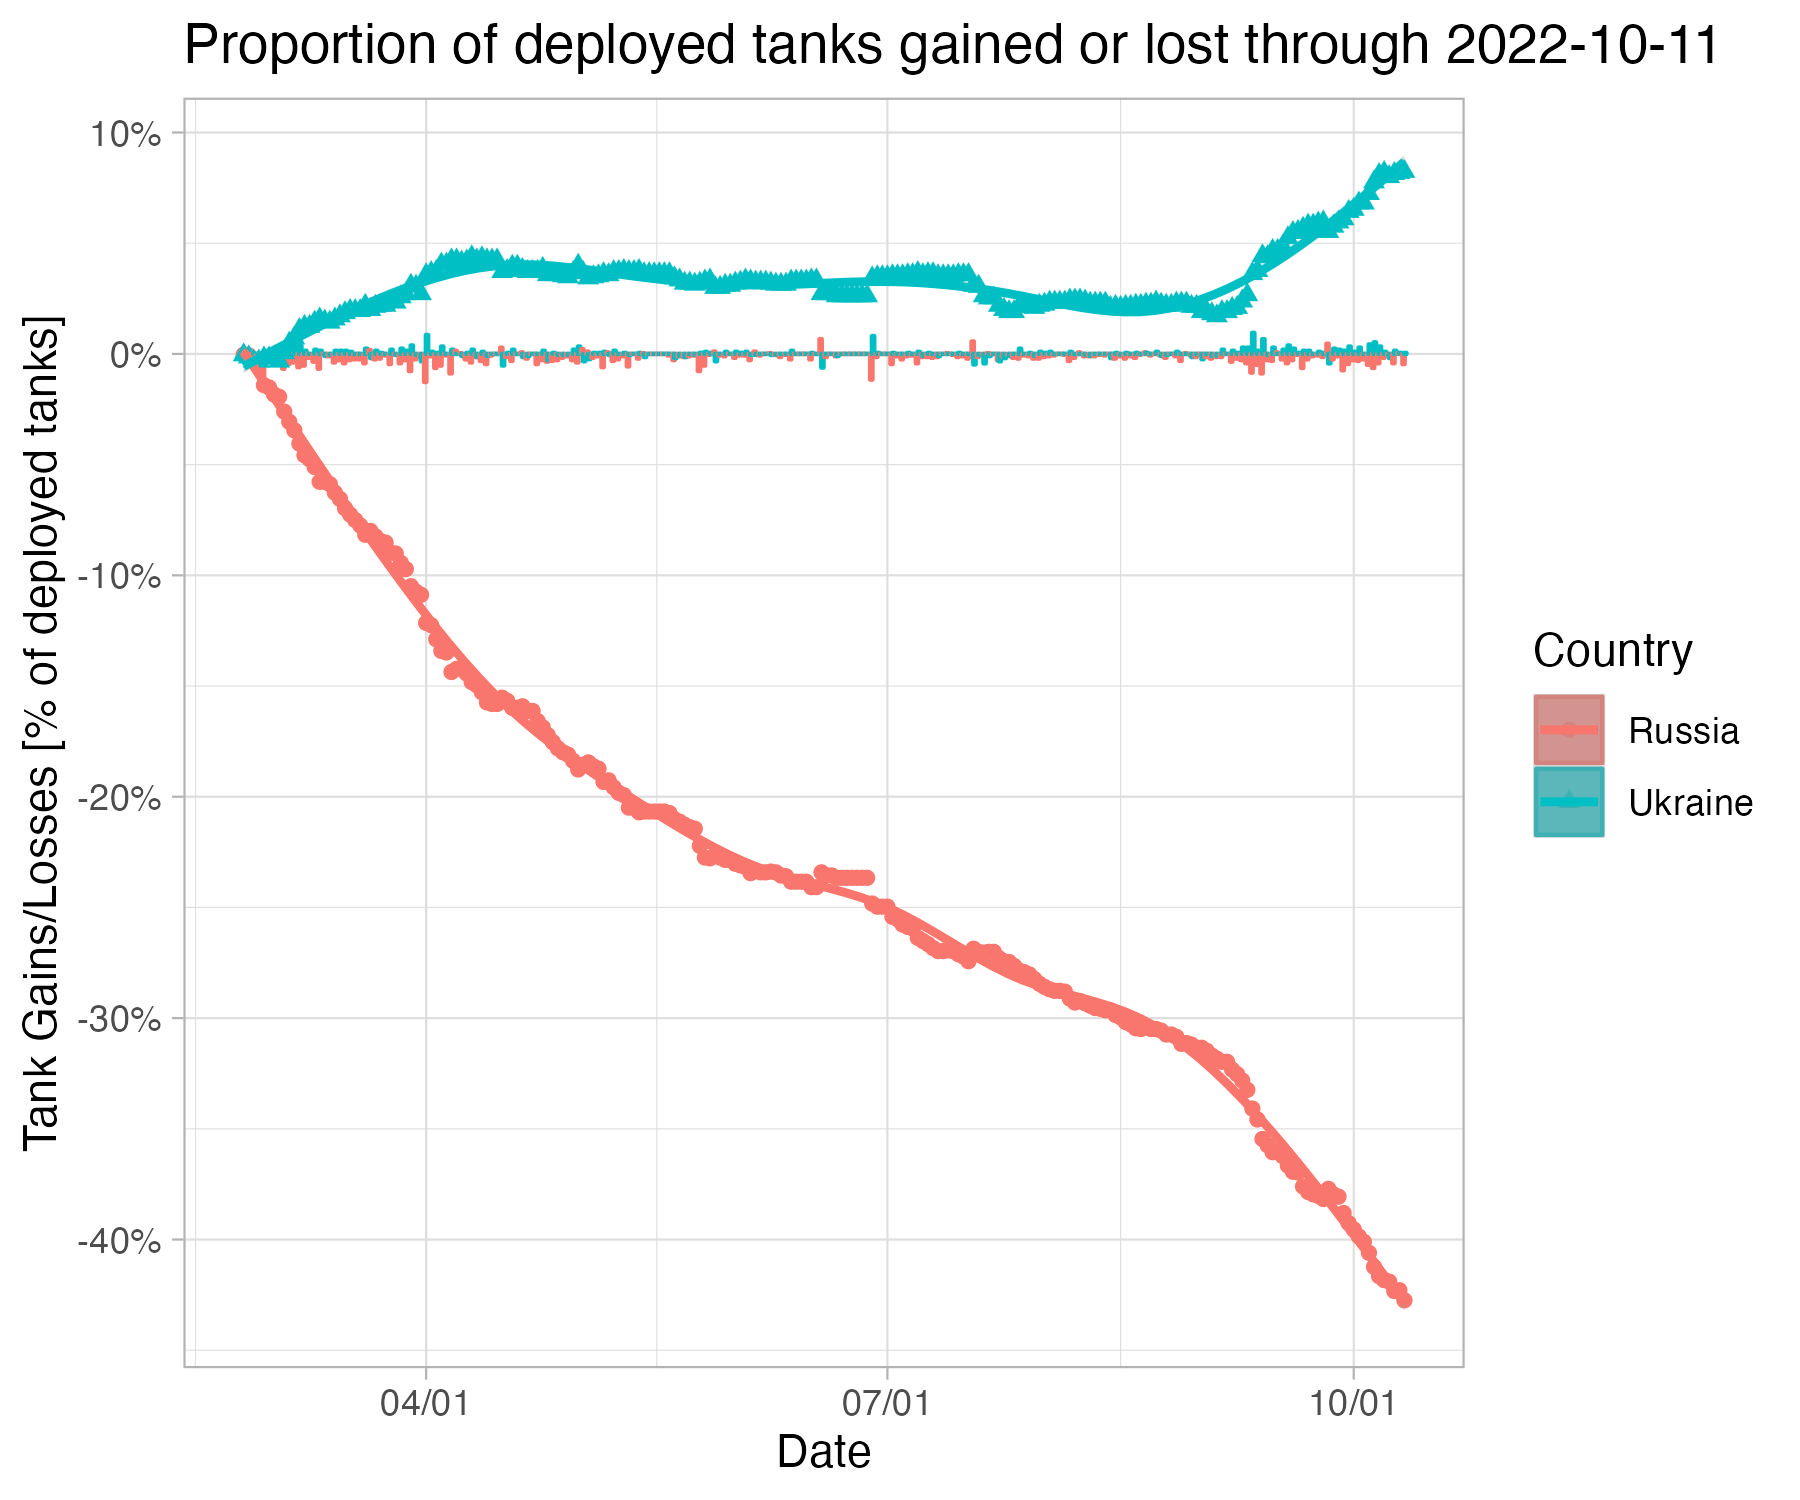 Proportion of deployed tanks gained or lost through 2022-10-11
Tank Gains/Losses [% of deployed tanks]
10%
0%
-10%
-20%
-30%
-40%
04/01
07/01
10/01
Date
Country
Russia
Ukraine